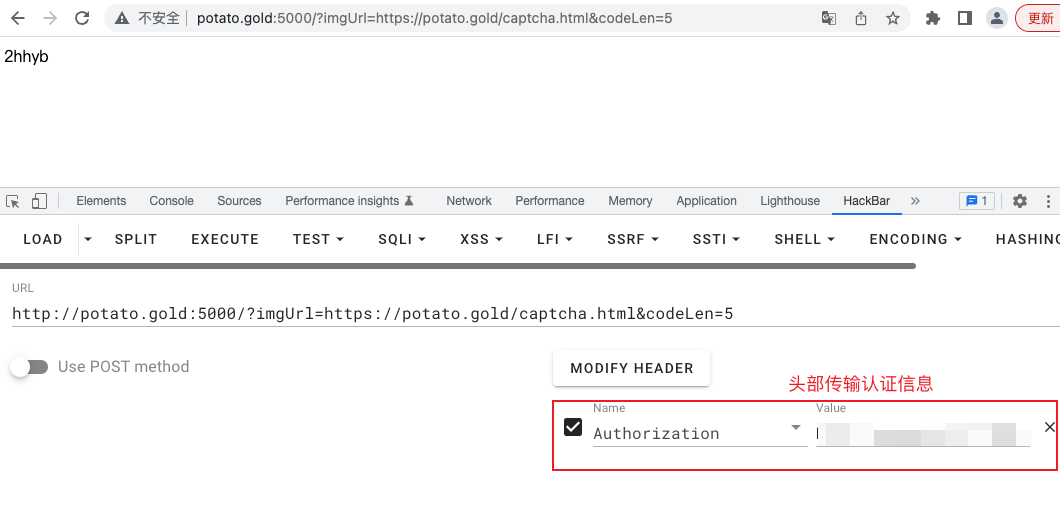 不安全 potato.gold:5000/?imgUrl=https://potato.gold/captcha.html&codeLen=5 更新
2hhyb
Elements Console Sources Performance insights Network Performance Memory Application Lighthouse HackBar » 1
LOAD SPLIT EXECUTE TEST SQLI XSS LFI SSRF SSTI SHELL ENCODING HASHING
URL
http://potato.gold:5000/?imgUrl=https://potato.gold/captcha.html&codeLen=5
Use POST method
MODIFY HEADER
头部传输认证信息
Name Value
Authorization